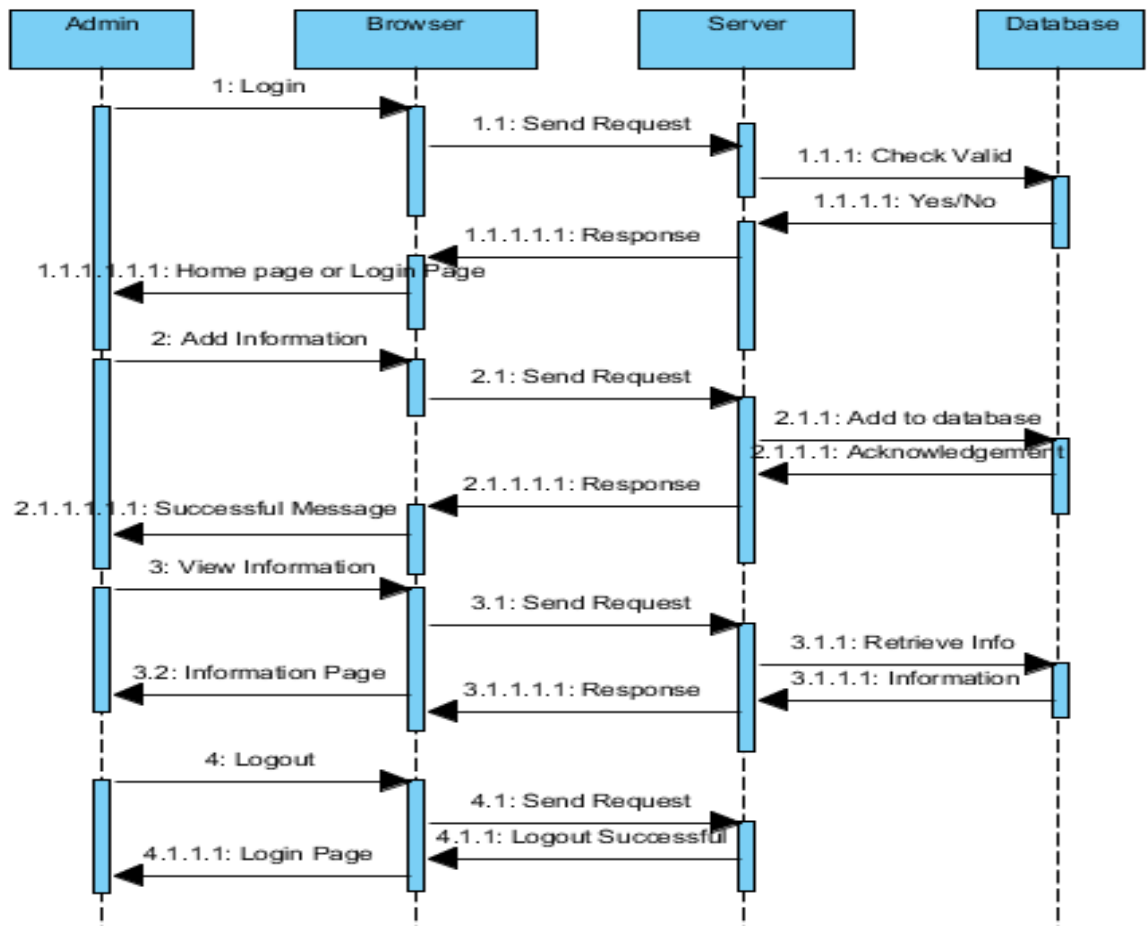 Admin
Browser
Server
Database
1: Login
1.1: Send Request
1.1.1: Check Valid
1.1.1.1: Yes/No
1.1.1.1.1: Response
1.1.1.1.1.1: Home page or Login Page
2: Add Information
2.1: Send Request
2.1.1: Add to database
2.1.1.1: Acknowledgement
2.1.1.1.1: Response
2.1.1.1.1.1: Successful Message
3: View Information
3.1: Send Request
3.1.1: Retrieve Info
3.2: Information Page
3.1.1.1: Information
3.1.1.1.1: Response
4: Logout
4.1: Send Request
4.1.1: Logout Successful
4.1.1.1: Login Page